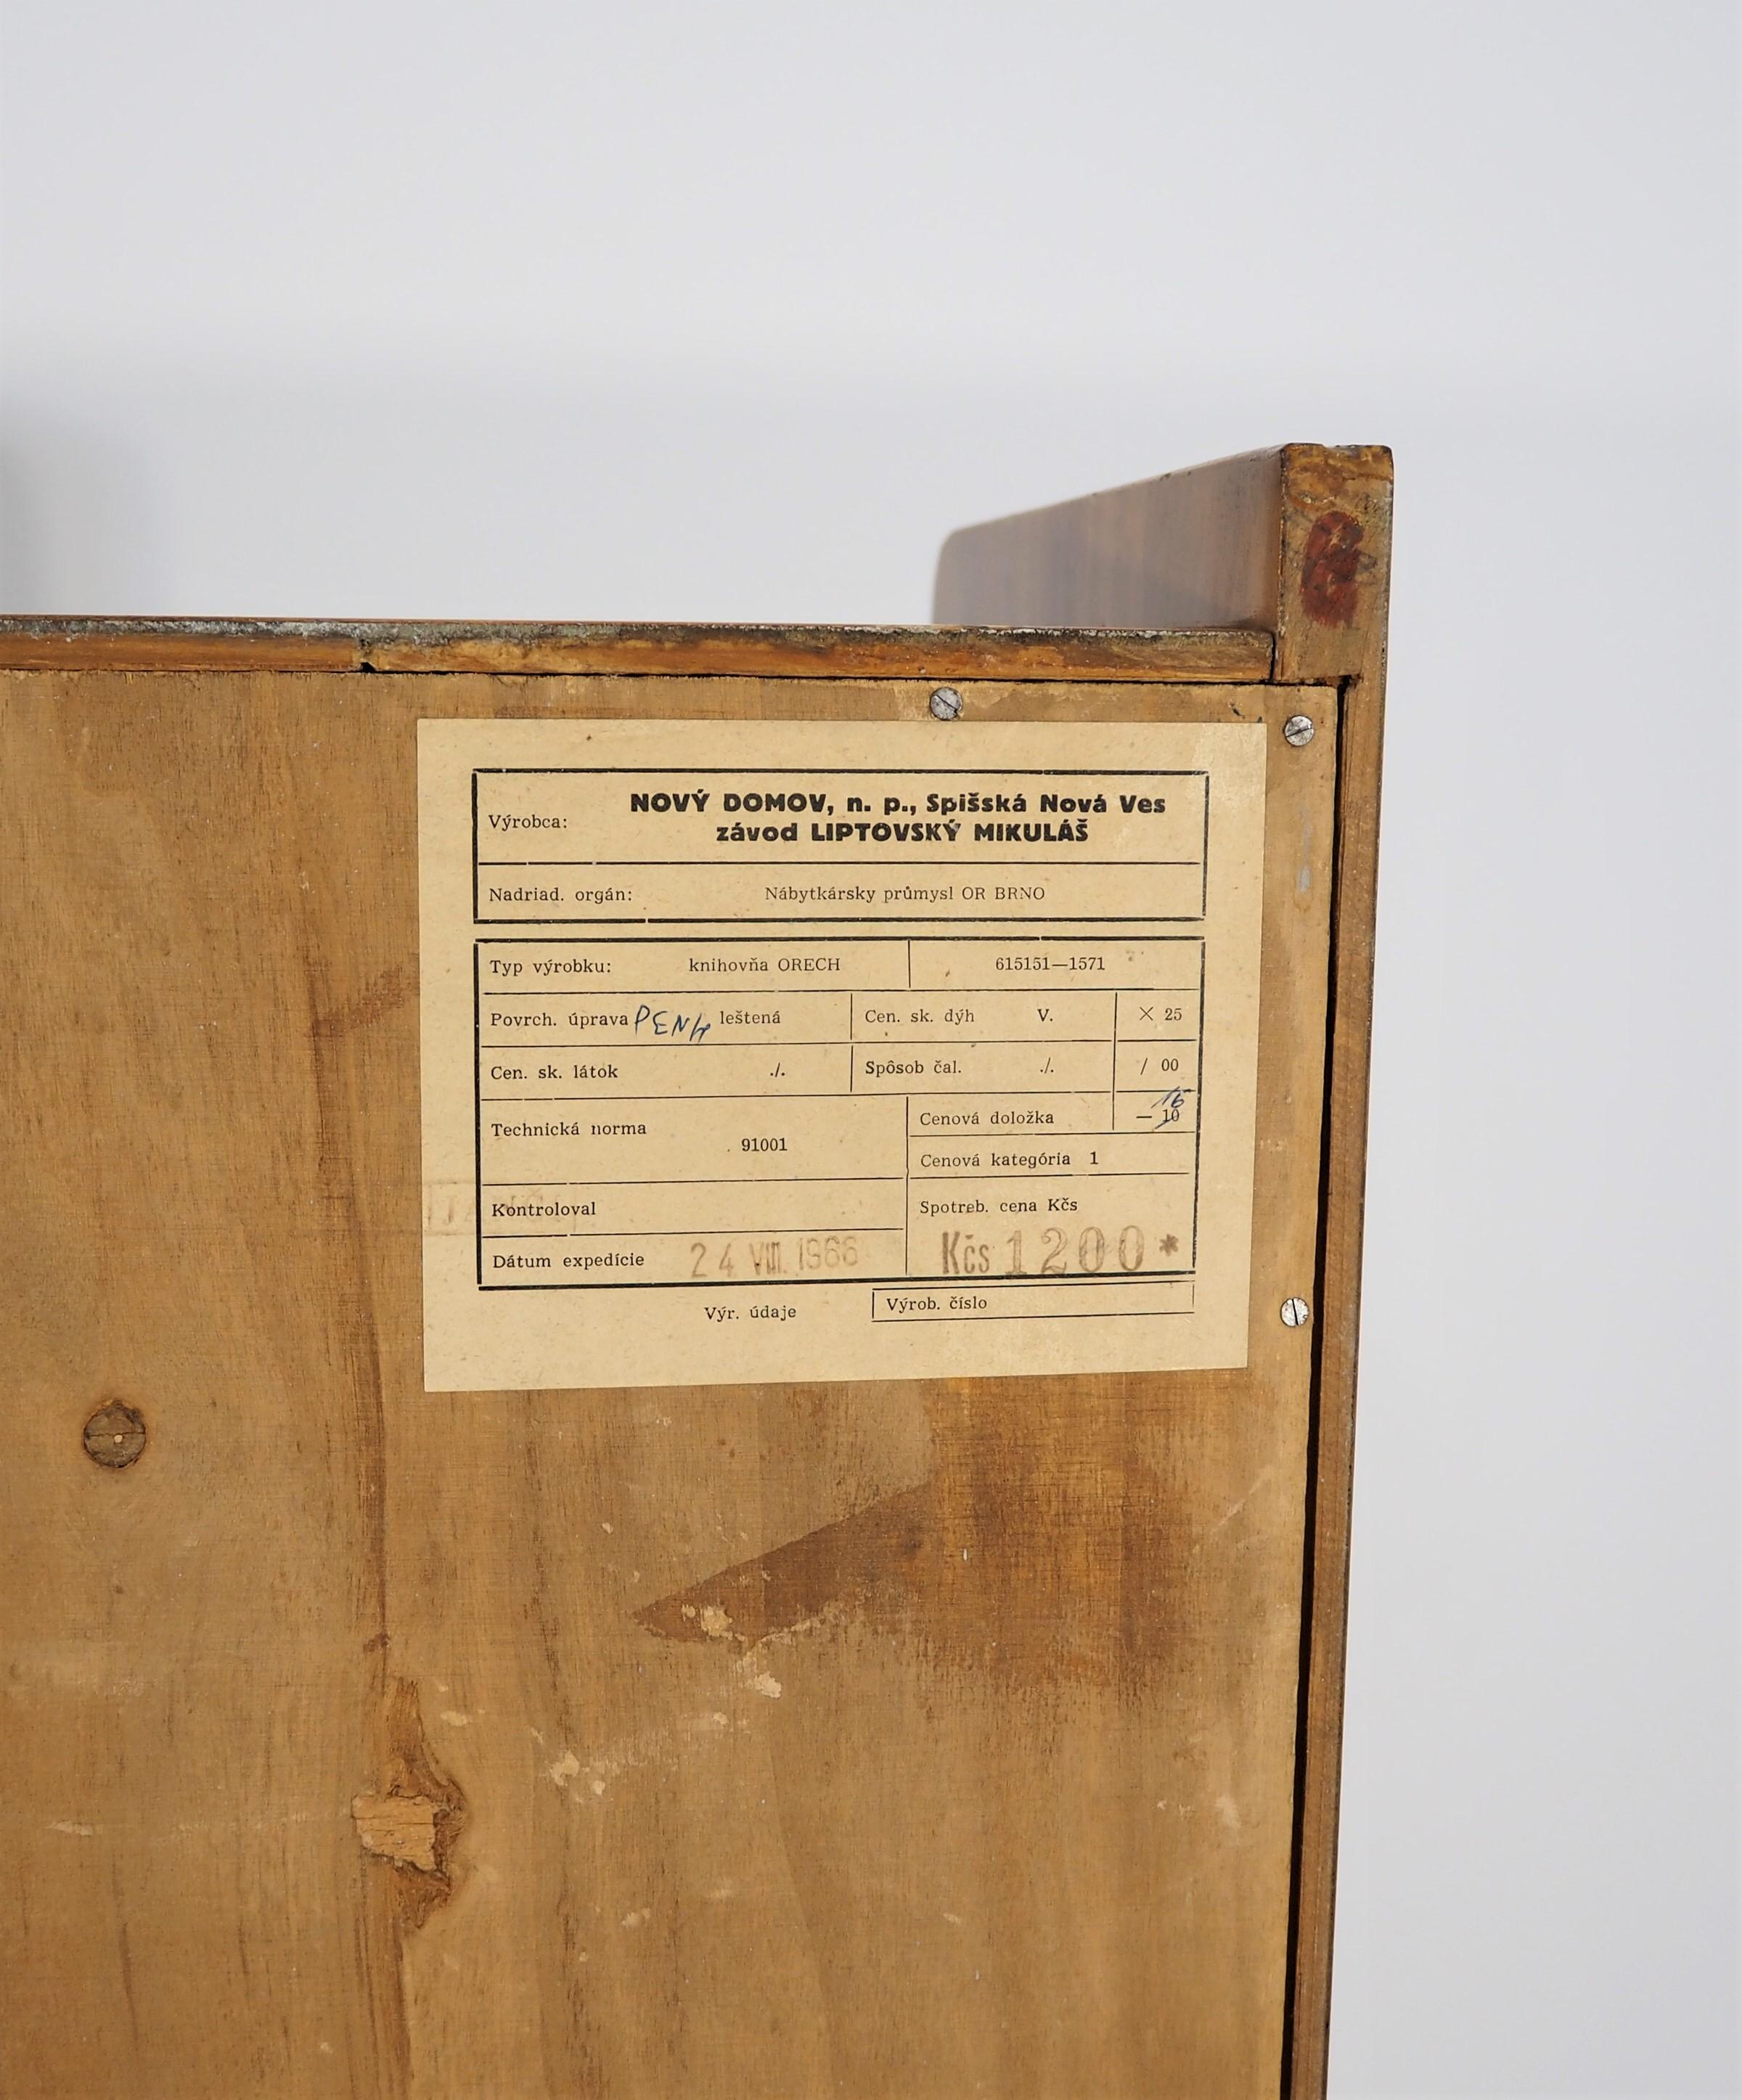 NOVÝ DOMOV, n. p., Spišská Nová Ves
Výrobca:
závod LIPTOVSKÝ MIKULÁŠ
Nadriad. orgán: Nábytkársky průmysl OR BRNO
Typ výrobku: knihovňa ORECH 615151—1571
Povrch. úprava leštená Cen. sk. dýh V. × 25
Cen. sk. látok ./. Spôsob čal. ./. / 00
16
Cenová doložka — 10
Technická norma 91001
Cenová kategória 1
Kontroloval Spotreb. cena Kčs
Dátum expedície 24 VIII. 1966 Kčs 1200*
Výr. údaje Výrob. číslo